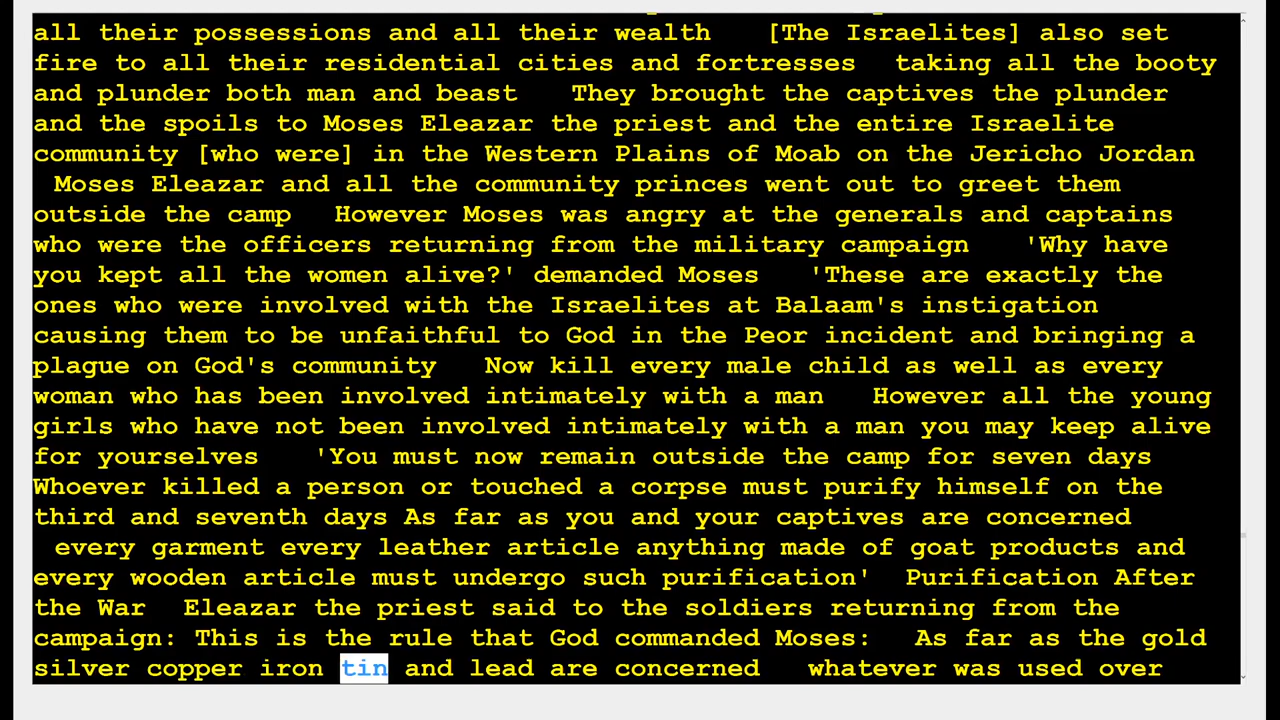 all their possessions and all their wealth [The Israelites] also set
fire to all their residential cities and fortresses taking all the booty
and plunder both man and beast They brought the captives the plunder
and the spoils to Moses Eleazar the priest and the entire Israelite
community [who were] in the Western Plains of Moab on the Jericho Jordan
Moses Eleazar and all the community princes went out to greet them
outside the camp However Moses was angry at the generals and captains
who were the officers returning from the military campaign 'Why have
you kept all the women alive?' demanded Moses 'These are exactly the
ones who were involved with the Israelites at Balaam's instigation
causing them to be unfaithful to God in the Peor incident and bringing a
plague on God's community Now kill every male child as well as every
woman who has been involved intimately with a man However all the young
girls who have not been involved intimately with a man you may keep alive
for yourselves 'You must now remain outside the camp for seven days
Whoever killed a person or touched a corpse must purify himself on the
third and seventh days As far as you and your captives are concerned
every garment every leather article anything made of goat products and
every wooden article must undergo such purification' Purification After
the War Eleazar the priest said to the soldiers returning from the
campaign: This is the rule that God commanded Moses: As far as the gold
silver copper iron tin and lead are concerned whatever was used over